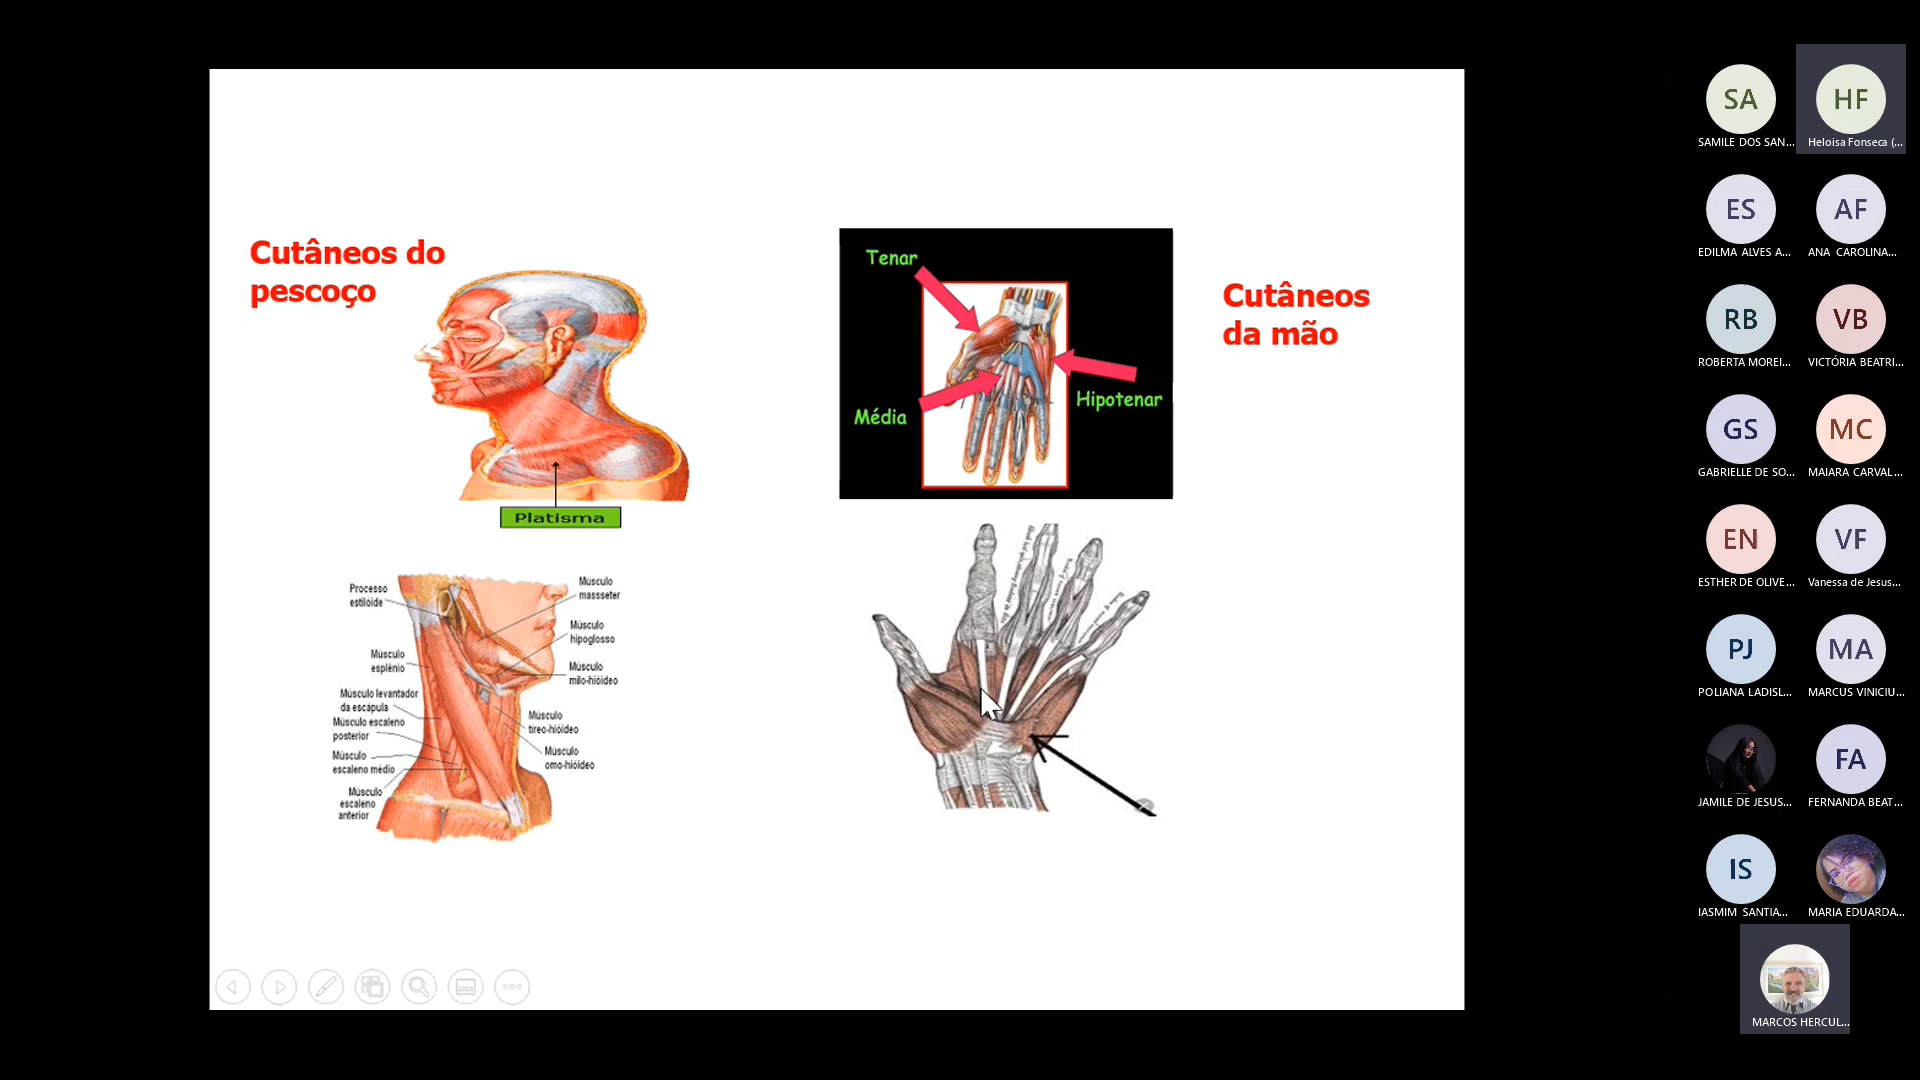 Cutâneos do
pescoço
Platisma
Processo
estilóide
Músculo
esplênio
Músculo levantador
da escápula
Músculo escaleno
posterior
Músculo
escaleno médio
Músculo
escaleno
anterior
Músculo
massseter
Músculo
hipoglosso
Músculo
milo-hióideo
Músculo
tireo-hióideo
Músculo
omo-hióideo
Tenar
Média
Hipotenar
Cutâneos
da mão
SA
SAMILE DOS SAN...
HF
Heloisa Fonseca (...
ES
EDILMA ALVES A...
AF
ANA CAROLINA...
RB
ROBERTA MOREI...
VB
VICTÓRIA BEATRI...
GS
GABRIELLE DE SO...
MC
MAIARA CARVAL...
EN
ESTHER DE OLIVE...
VF
Vanessa de Jesus...
PJ
POLIANA LADISL...
MA
MARCUS VINICIU...
JAMILE DE JESUS...
FA
FERNANDA BEAT...
IS
IASMIM SANTIA...
MARIA EDUARDA...
MARCOS HERCUL...